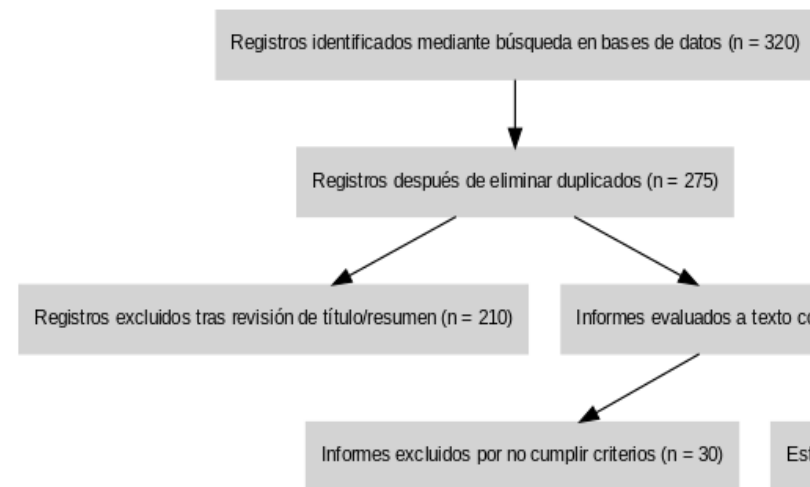 Registros identificados mediante búsqueda en bases de datos (n = 320)
Registros después de eliminar duplicados (n = 275)
Registros excluidos tras revisión de título/resumen (n = 210)
Informes evaluados a texto
Informes excluidos por no cumplir criterios (n = 30)